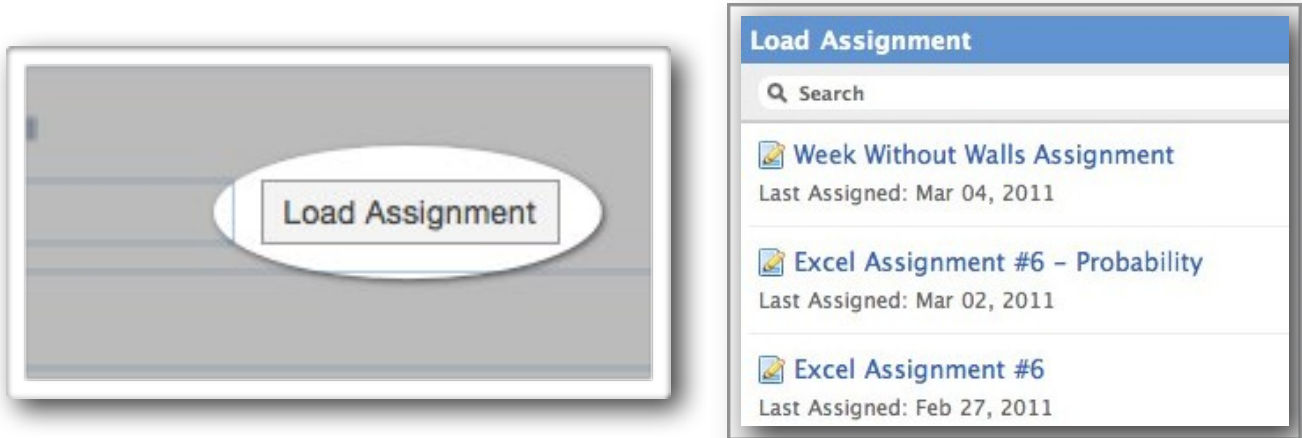 Load Assignment
Load Assignment
Search
Week Without Walls Assignment
Last Assigned: Mar 04, 2011
Excel Assignment #6 – Probability
Last Assigned: Mar 02, 2011
Excel Assignment #6
Last Assigned: Feb 27, 2011